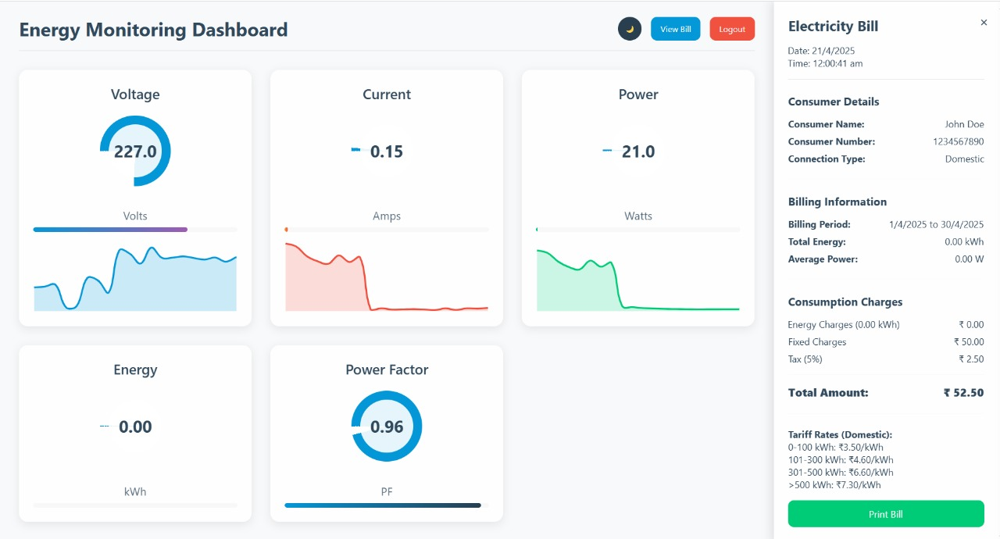 Energy Monitoring Dashboard
View Bill
Logout
Voltage
227.0
Volts
Current
0.15
Amps
Power
21.0
Watts
Energy
0.00
kWh
Power Factor
0.96
PF
Electricity Bill
×
Date: 21/4/2025
Time: 12:00:41 am
Consumer Details
Consumer Name: John Doe
Consumer Number: 1234567890
Connection Type: Domestic
Billing Information
Billing Period: 1/4/2025 to 30/4/2025
Total Energy: 0.00 kWh
Average Power: 0.00 W
Consumption Charges
Energy Charges (0.00 kWh) ₹ 0.00
Fixed Charges ₹ 50.00
Tax (5%) ₹ 2.50
Total Amount: ₹ 52.50
Tariff Rates (Domestic):
0-100 kWh: ₹3.50/kWh
101-300 kWh: ₹4.60/kWh
301-500 kWh: ₹6.60/kWh
>500 kWh: ₹7.30/kWh
Print Bill